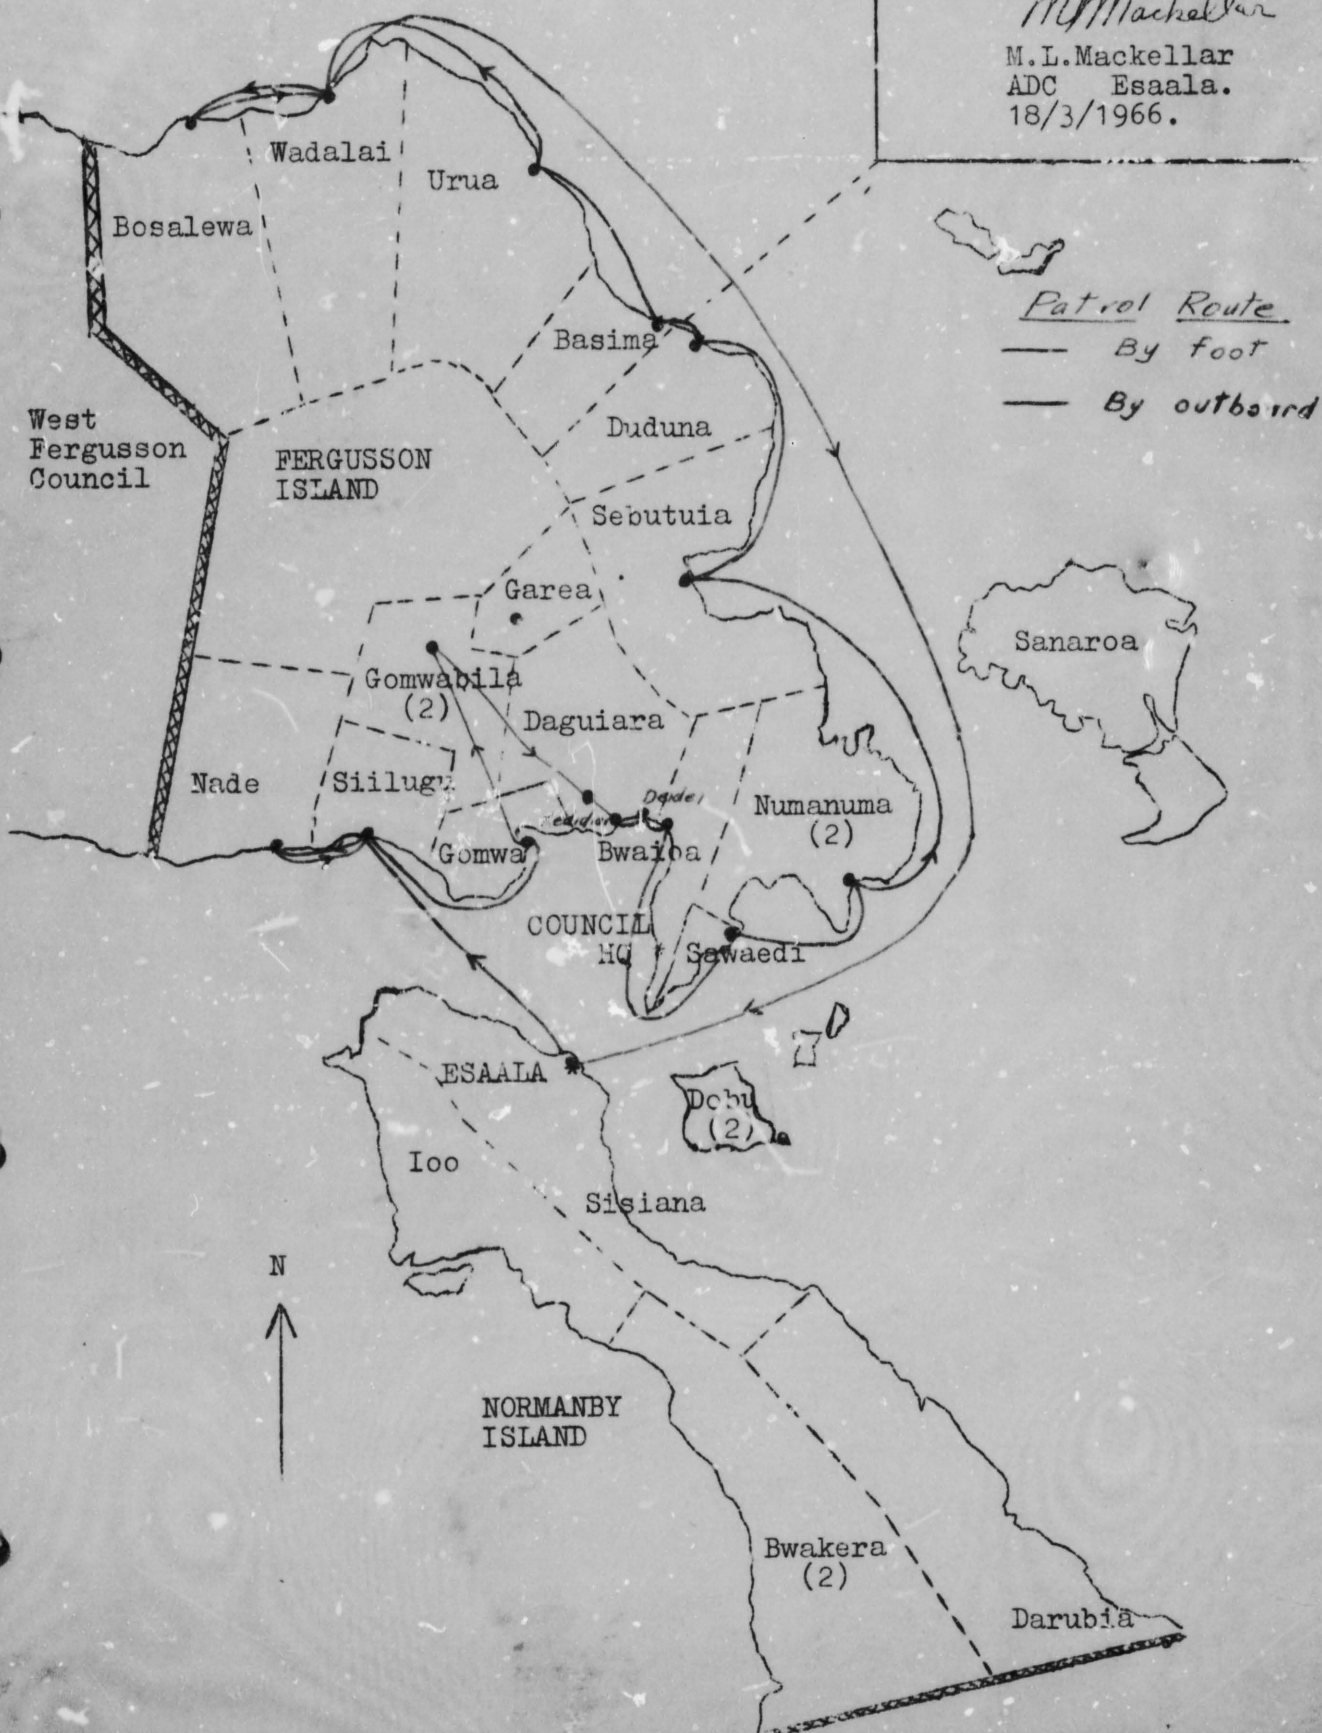 M Mackellar
M.L.Mackellar
ADC Esaala.
18/3/1966.
Wadalai
Urua
Bosalewa
Patrol Route
By foot
By outboard
Basima
West
Fergusson
Council
Duduna
FERGUSSON
ISLAND
Sebutuia
Garea
Sanaroa
Gomwabila
(2)
Daguiara
Nade
Siilugu
Deidei
Numanuma
(2)
Gomwa
Bwaioa
COUNCIL
HQ
Sawaedi
ESAALA
Dobu
(2)
Ioo
Sisiana
N
NORMANBY
ISLAND
Bwakera
(2)
Darubia